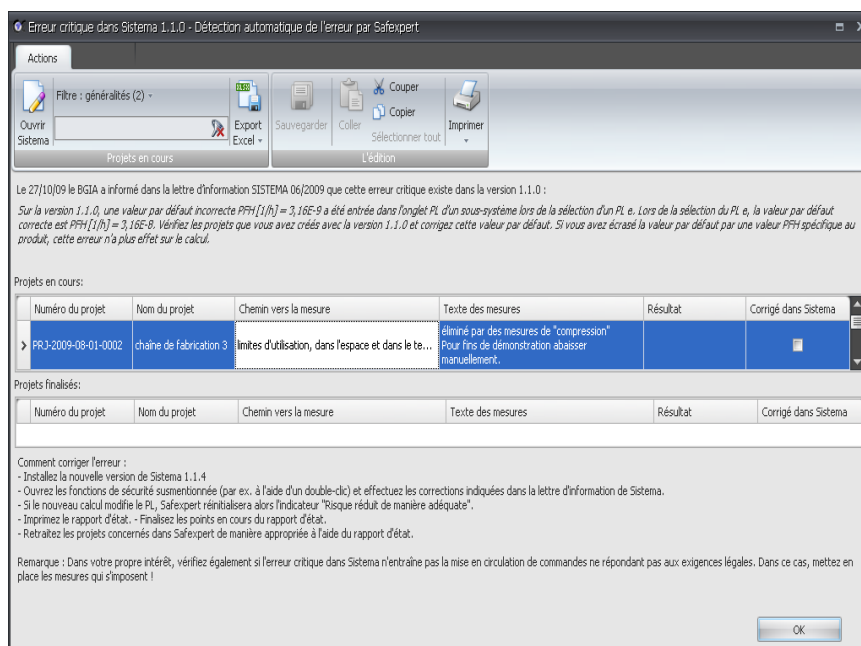 Erreur critique dans Sistema 1.1.0 - Détection automatique de l'erreur par Safexpert
Actions
Ouvrir Sistema
Filtre : généralités (2)
Export Excel
Projets en cours
Sauvegarder
Coller
Couper
Copier
Sélectionner tout
Imprimer
L'édition
Le 27/10/09 le BGIA a informé dans la lettre d'information SISTEMA 06/2009 que cette erreur critique existe dans la version 1.1.0 :
Sur la version 1.1.0, une valeur par défaut incorrecte PFH [1/h] = 3,16E-9 a été entrée dans l'onglet PL d'un sous-système lors de la sélection d'un PL e. Lors de la sélection du PL e, la valeur par défaut
correcte est PFH [1/h] = 3,16E-8. Vérifiez les projets que vous avez créés avec la version 1.1.0 et corrigez cette valeur par défaut. Si vous avez écrasé la valeur par défaut par une valeur PFH spécifique au
produit, cette erreur n'a plus effet sur le calcul.
Projets en cours:
Numéro du projet Nom du projet Chemin vers la mesure Texte des mesures Résultat Corrigé dans Sistema
PRJ-2009-08-01-0002 chaîne de fabrication 3 limites d'utilisation, dans l'espace et dans le te...
éliminé par des mesures de "compression"
Pour fins de démonstration abaisser
manuellement.
Projets finalisés:
Numéro du projet Nom du projet Chemin vers la mesure Texte des mesures Résultat Corrigé dans Sistema
Comment corriger l'erreur :
- Installez la nouvelle version de Sistema 1.1.4
- Ouvrez les fonctions de sécurité susmentionnée (par ex. à l'aide d'un double-clic) et effectuez les corrections indiquées dans la lettre d'information de Sistema.
- Si le nouveau calcul modifie le PL, Safexpert réinitialisera alors l'indicateur "Risque réduit de manière adéquate".
- Imprimez le rapport d'état. - Finalisez les points en cours du rapport d'état.
- Retraitez les projets concernés dans Safexpert de manière appropriée à l'aide du rapport d'état.
Remarque : Dans votre propre intérêt, vérifiez également si l'erreur critique dans Sistema n'entraîne pas la mise en circulation de commandes ne répondant pas aux exigences légales. Dans ce cas, mettez en
place les mesures qui s'imposent !
OK